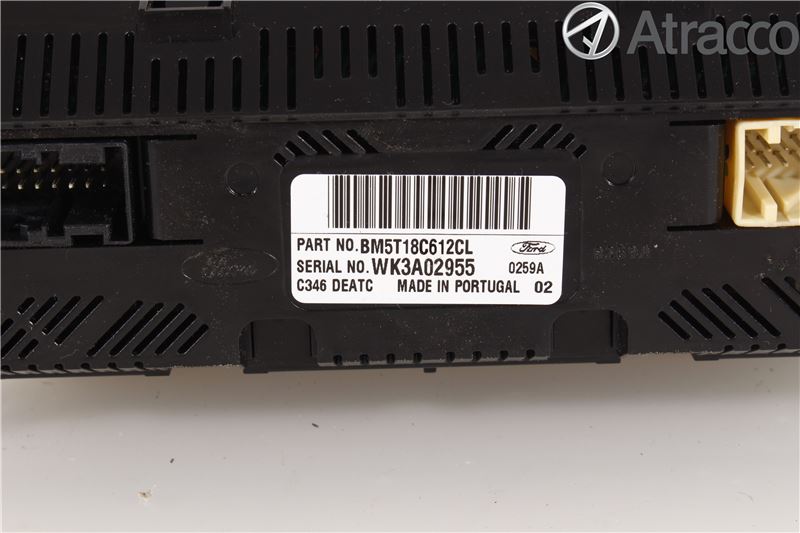 Atracco
PART NO. BM5T18C612CL Ford
SERIAL NO. WK3A02955 0259A
C346 DEATC MADE IN PORTUGAL 02